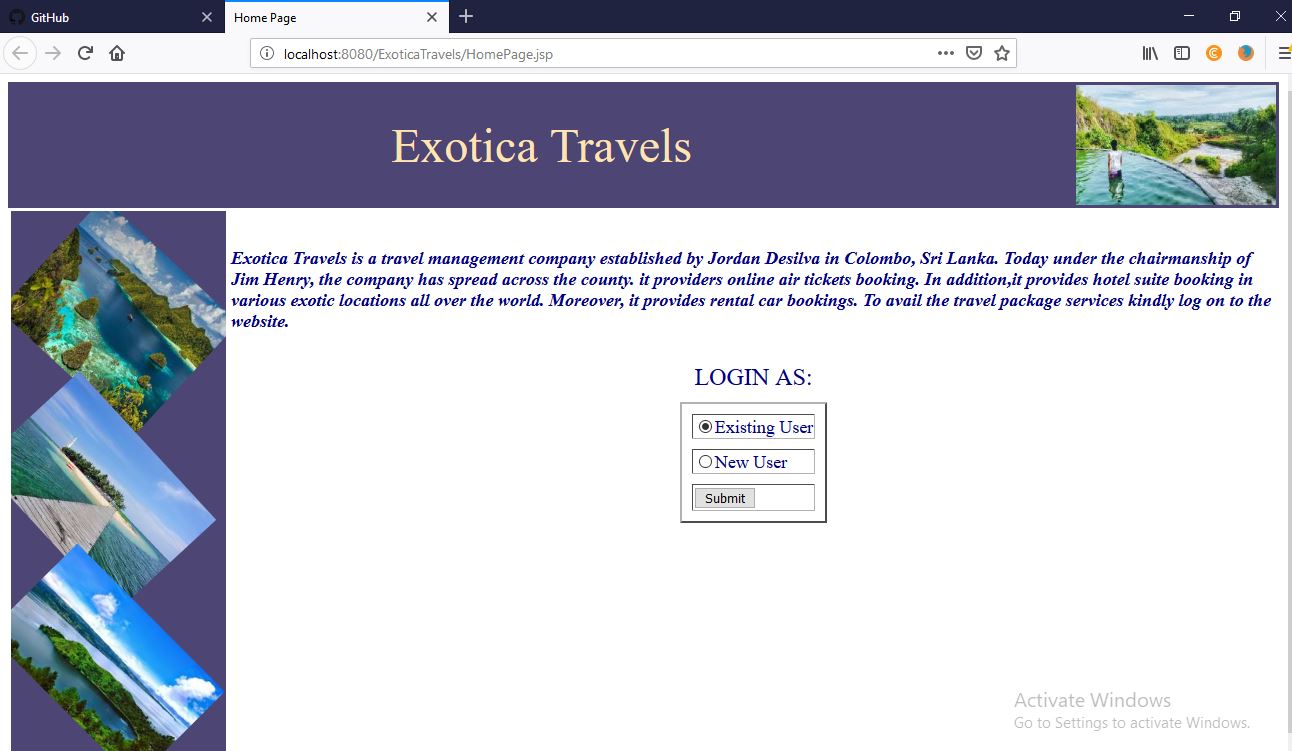 GitHub
Home Page
localhost:8080/ExoticaTravels/HomePage.jsp
Exotica Travels
Exotica Travels is a travel management company established by Jordan Desilva in Colombo, Sri Lanka. Today under the chairmanship of
Jim Henry, the company has spread across the county. it providers online air tickets booking. In addition,it provides hotel suite booking in
various exotic locations all over the world. Moreover, it provides rental car bookings. To avail the travel package services kindly log on to the
website.
LOGIN AS:
Existing User
New User
Submit
Activate Windows
Go to Settings to activate Windows.